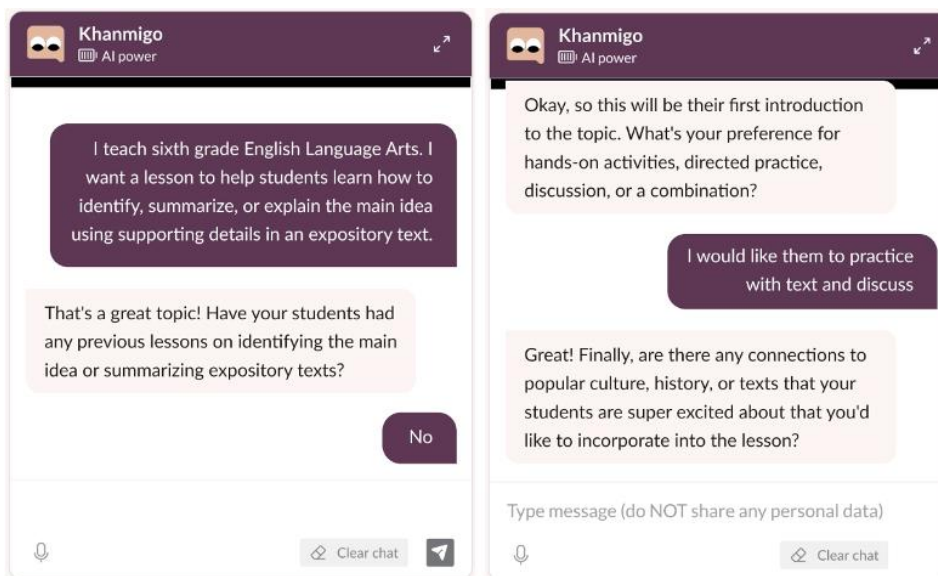 Khanmigo
AI power
I teach sixth grade English Language Arts. I
want a lesson to help students learn how to
identify, summarize, or explain the main idea
using supporting details in an expository text.
That's a great topic! Have your students had
any previous lessons on identifying the main
idea or summarizing expository texts?
No
Clear chat
Khanmigo
AI power
Okay, so this will be their first introduction
to the topic. What's your preference for
hands-on activities, directed practice,
discussion, or a combination?
I would like them to practice
with text and discuss
Great! Finally, are there any connections to
popular culture, history, or texts that your
students are super excited about that you'd
like to incorporate into the lesson?
Type message (do NOT share any personal data)
Clear chat